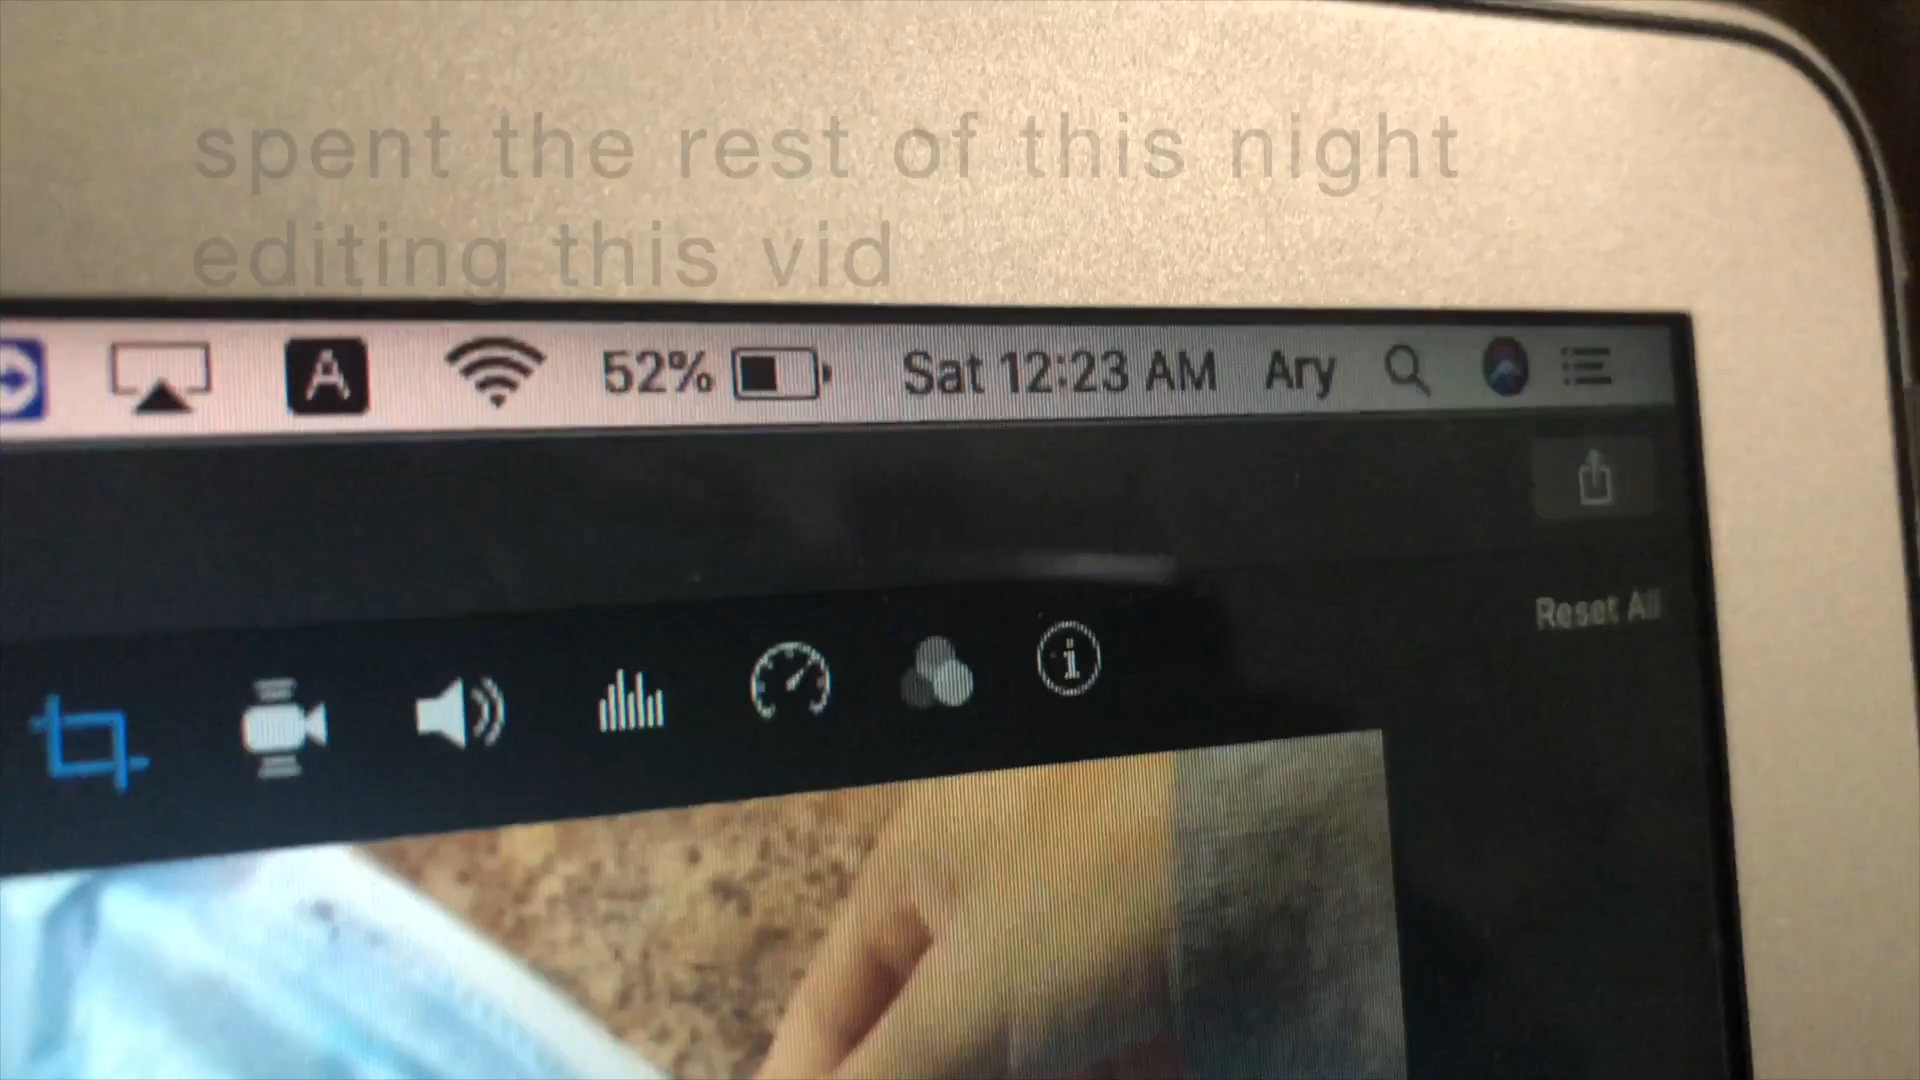 spent the rest of this night
editing this vid
A 52% Sat 12:23 AM Ary
Reset All